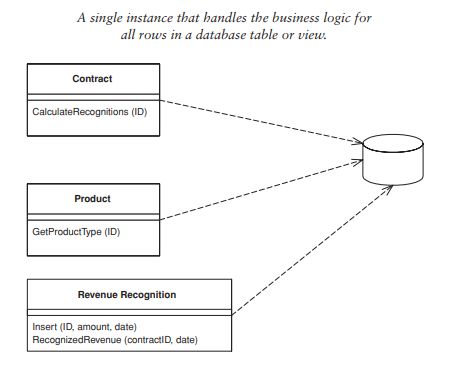 A single instance that handles the business logic for
all rows in a database table or view.
Contract
CalculateRecognitions (ID)
Product
GetProductType (ID)
Revenue Recognition
Insert (ID, amount, date)
RecognizedRevenue (contractID, date)